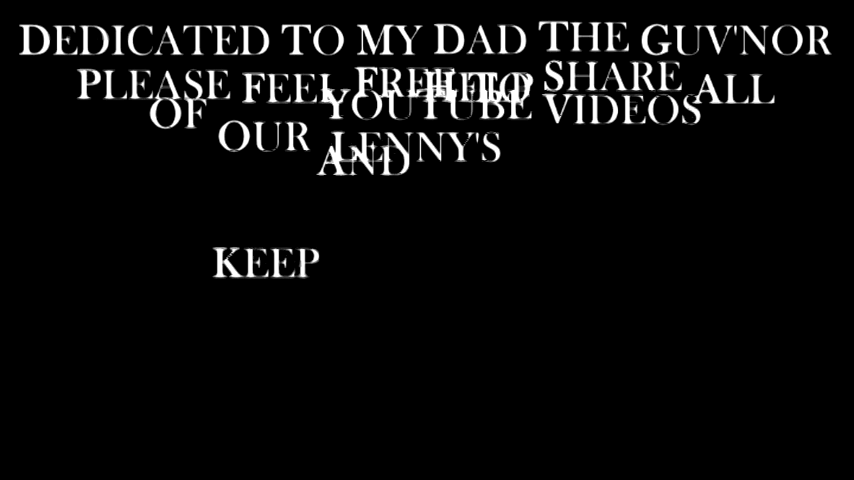 DEDICATED TO MY DAD THE GUV'NOR
PLEASE FEEL FREE TO SHARE ALL
OF YOUTUBE VIDEOS
OUR LENNY'S
AND
KEEP